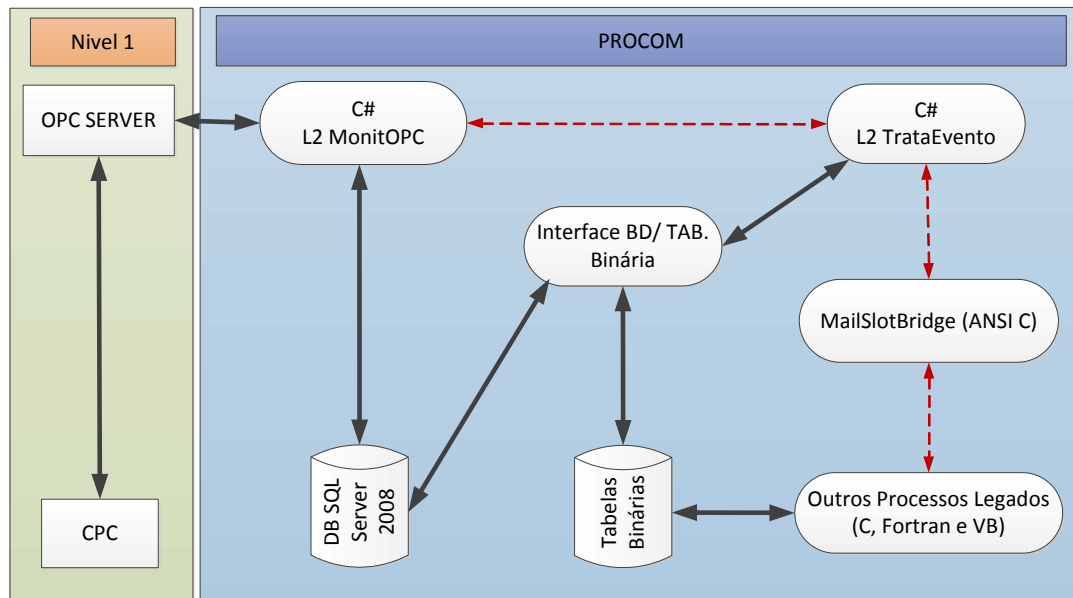 Nivel 1
PROCOM
OPC SERVER
C#
L2 MonitOPC
C#
L2 TrataEvento
Interface BD/ TAB.
Binária
MailSlotBridge (ANSI C)
DB SQL
Server
2008
Tabelas
Binárias
Outros Processos Legados
(C, Fortran e VB)
CPC